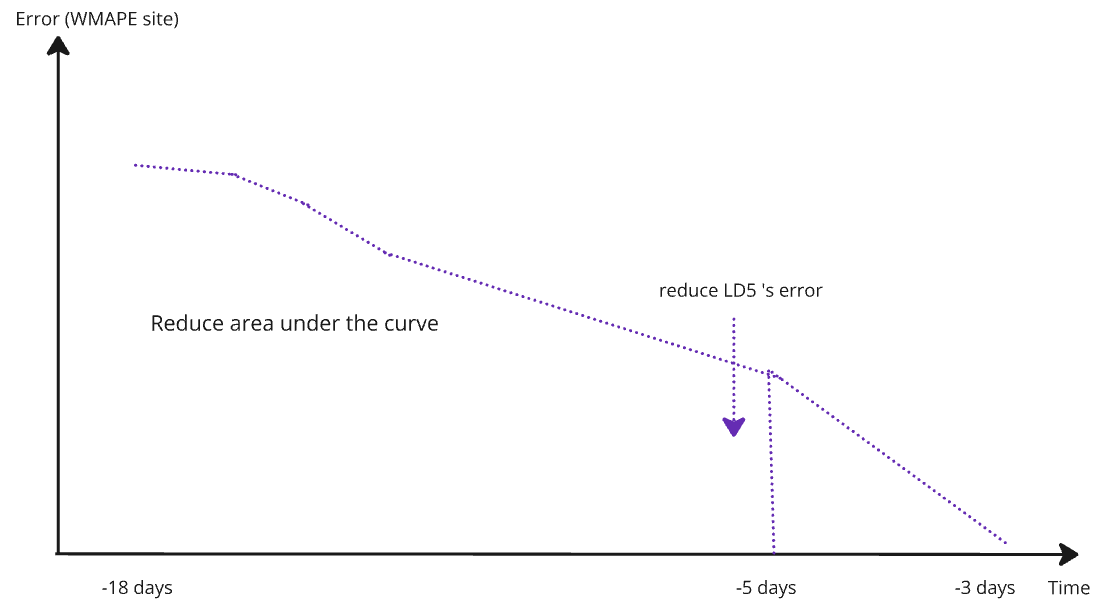 Error (WMAPE site)
reduce LD5 's error
Reduce area under the curve
-18 days
-5 days
-3 days
Time